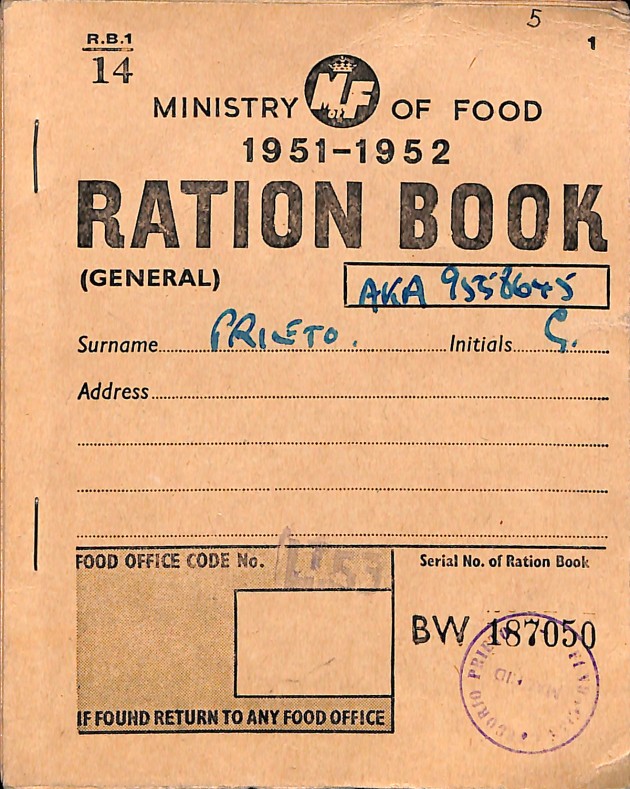 5
R.B.1
1
14
MINISTRY MF OF FOOD
1951-1952
RATION BOOK
(GENERAL)
AKA 9558645
Surname PRIETO. Initials G.
Address
FOOD OFFICE CODE No.
Serial No. of Ration Book
BW 187050
MADRID
IF FOUND RETURN TO ANY FOOD OFFICE